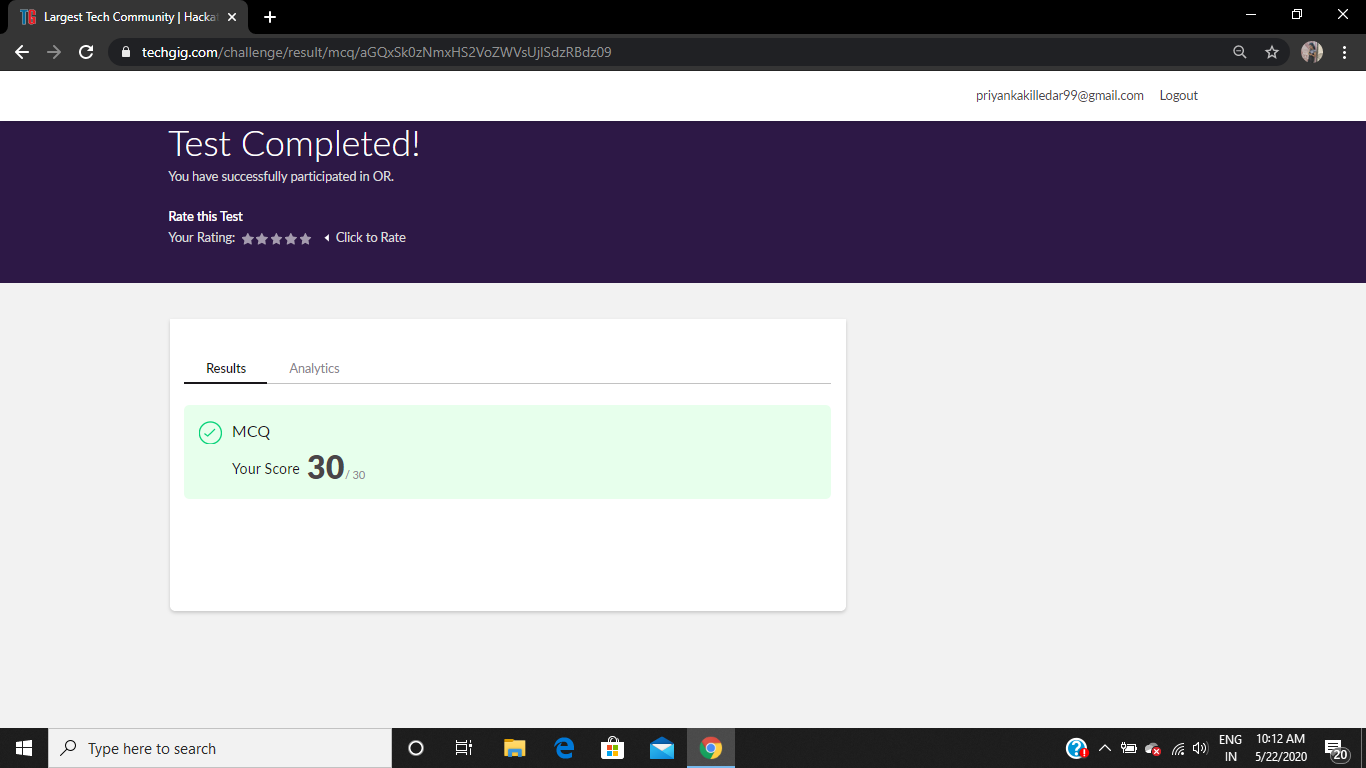 Largest Tech Community | Hacka
techgig.com/challenge/result/mcq/aGQxSk0zNmxHS2VoZWVsUjlSdzRBdz09
priyankakilledar99@gmail.com Logout
Test Completed!
You have successfully participated in OR.
Rate this Test
Your Rating: Click to Rate
Results Analytics
MCQ
Your Score 30 / 30
Type here to search
ENG
IN
10:12 AM
5/22/2020
20